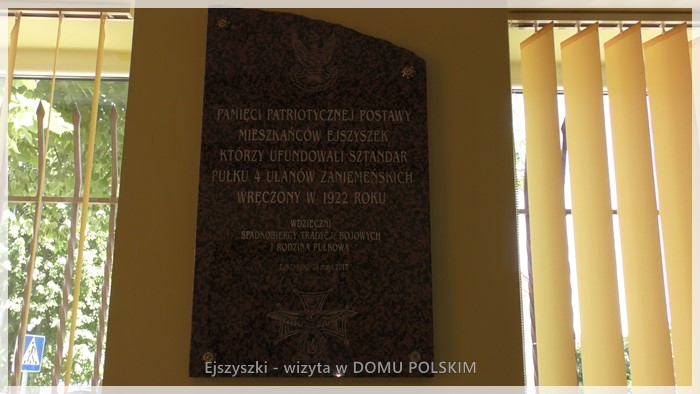 PAMIĘCI PATRIOTYCZNEJ POSTAWY
MIESZKAŃCÓW EJSZYSZEK
KTÓRZY UFUNDOWALI SZTANDAR
PUŁKU 4 UŁANÓW ZANIEMEŃSKICH
WRĘCZONY W 1922 ROKU
WDZIĘCZNI
SPADKOBIERCY TRADYCJI BOJOWYCH
I RODZINA PUŁKOWA
Ejszyszki - wizyta w DOMU POLSKIM